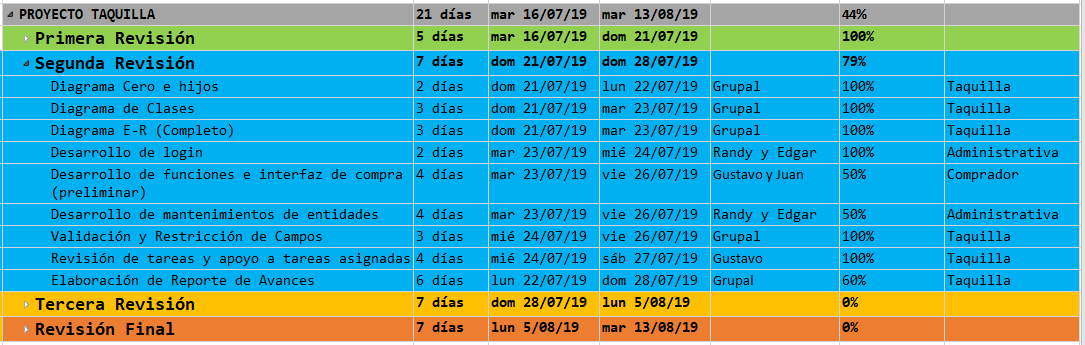 PROYECTO TAQUILLA 21 días mar 16/07/19 mar 13/08/19 44%
Primera Revisión 5 días mar 16/07/19 dom 21/07/19 100%
Segunda Revisión 7 días dom 21/07/19 dom 28/07/19 79%
Diagrama Cero e hijos 2 días dom 21/07/19 lun 22/07/19 Grupal 100% Taquilla
Diagrama de Clases 3 días dom 21/07/19 mar 23/07/19 Grupal 100% Taquilla
Diagrama E-R (Completo) 3 días dom 21/07/19 mar 23/07/19 Grupal 100% Taquilla
Desarrollo de login 2 días mar 23/07/19 mié 24/07/19 Randy y Edgar 100% Administrativa
Desarrollo de funciones e interfaz de compra 4 días mar 23/07/19 vie 26/07/19 Gustavo y Juan 50% Comprador
(preliminar)
Desarrollo de mantenimientos de entidades 4 días mar 23/07/19 vie 26/07/19 Randy y Edgar 50% Administrativa
Validación y Restricción de Campos 3 días mié 24/07/19 vie 26/07/19 Grupal 100% Taquilla
Revisión de tareas y apoyo a tareas asignadas 4 días mié 24/07/19 sáb 27/07/19 Gustavo 100% Taquilla
Elaboración de Reporte de Avances 6 días lun 22/07/19 dom 28/07/19 Grupal 60% Taquilla
Tercera Revisión 7 días dom 28/07/19 lun 5/08/19 0%
Revisión Final 7 días lun 5/08/19 mar 13/08/19 0%